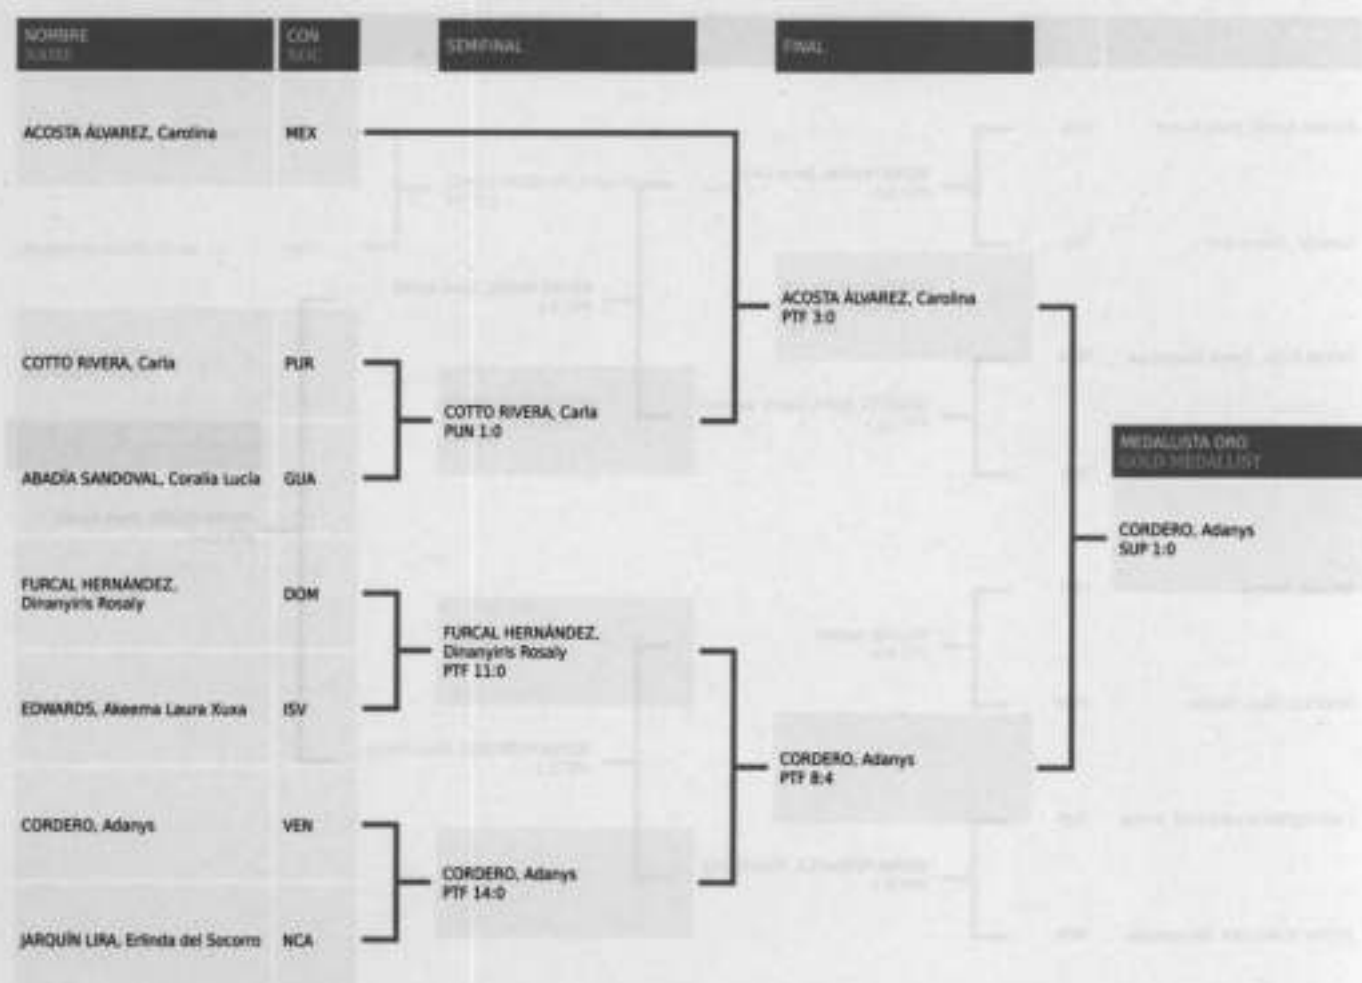 NOMBRE
NAME
CON
NOC
SEMIFINAL
FINAL
ACOSTA ÁLVAREZ, Carolina MEX
COTTO RIVERA, Carla PUR
ABADÍA SANDOVAL, Coralia Lucía GUA
FURCAL HERNÁNDEZ,
Dinanyiris Rosaly
DOM
EDWARDS, Akeema Laura Xuxa ISV
CORDERO, Adanys VEN
JARQUÍN LIRA, Erlinda del Socorro NCA
COTTO RIVERA, Carla
PUN 1:0
FURCAL HERNÁNDEZ,
Dinanyiris Rosaly
PTF 11:0
CORDERO, Adanys
PTF 14:0
ACOSTA ÁLVAREZ, Carolina
PTF 3:0
CORDERO, Adanys
PTF 8:4
MEDALLISTA ORO
GOLD MEDALLIST
CORDERO, Adanys
SUP 1:0